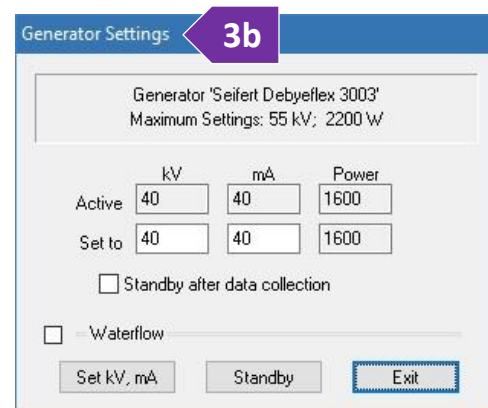 Generator Settings
3b
Generator 'Seifert Debyeflex 3003'
Maximum Settings: 55 kV; 2200 W
kV mA Power
Active 40 40 1600
Set to 40 40 1600
Standby after data collection
Waterflow
Set kV, mA Standby Exit